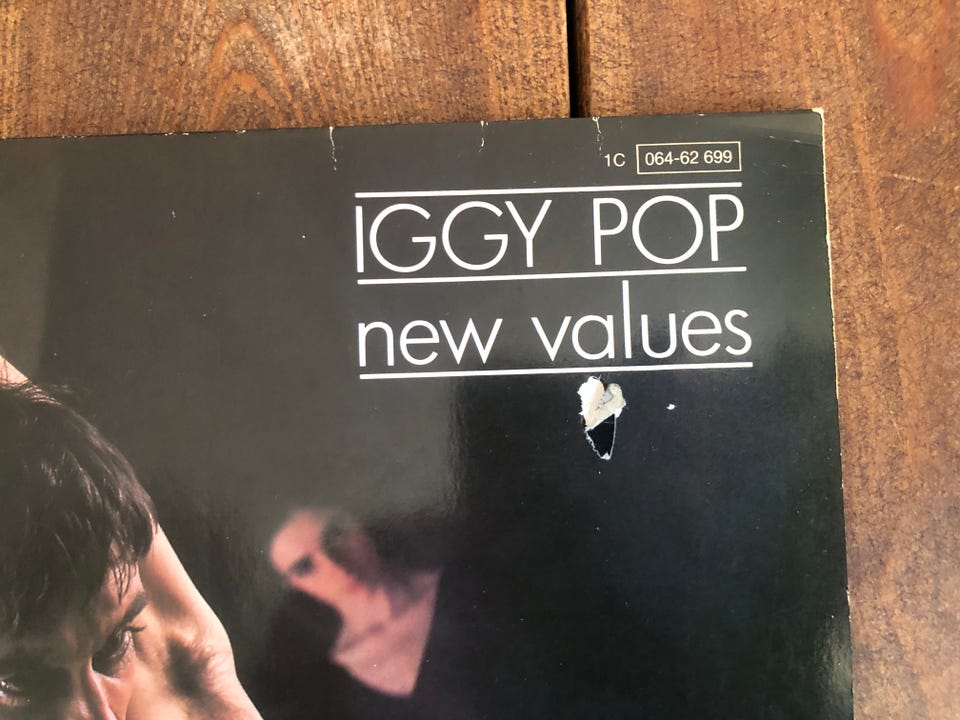 1C 064-62 699
IGGY POP
new values